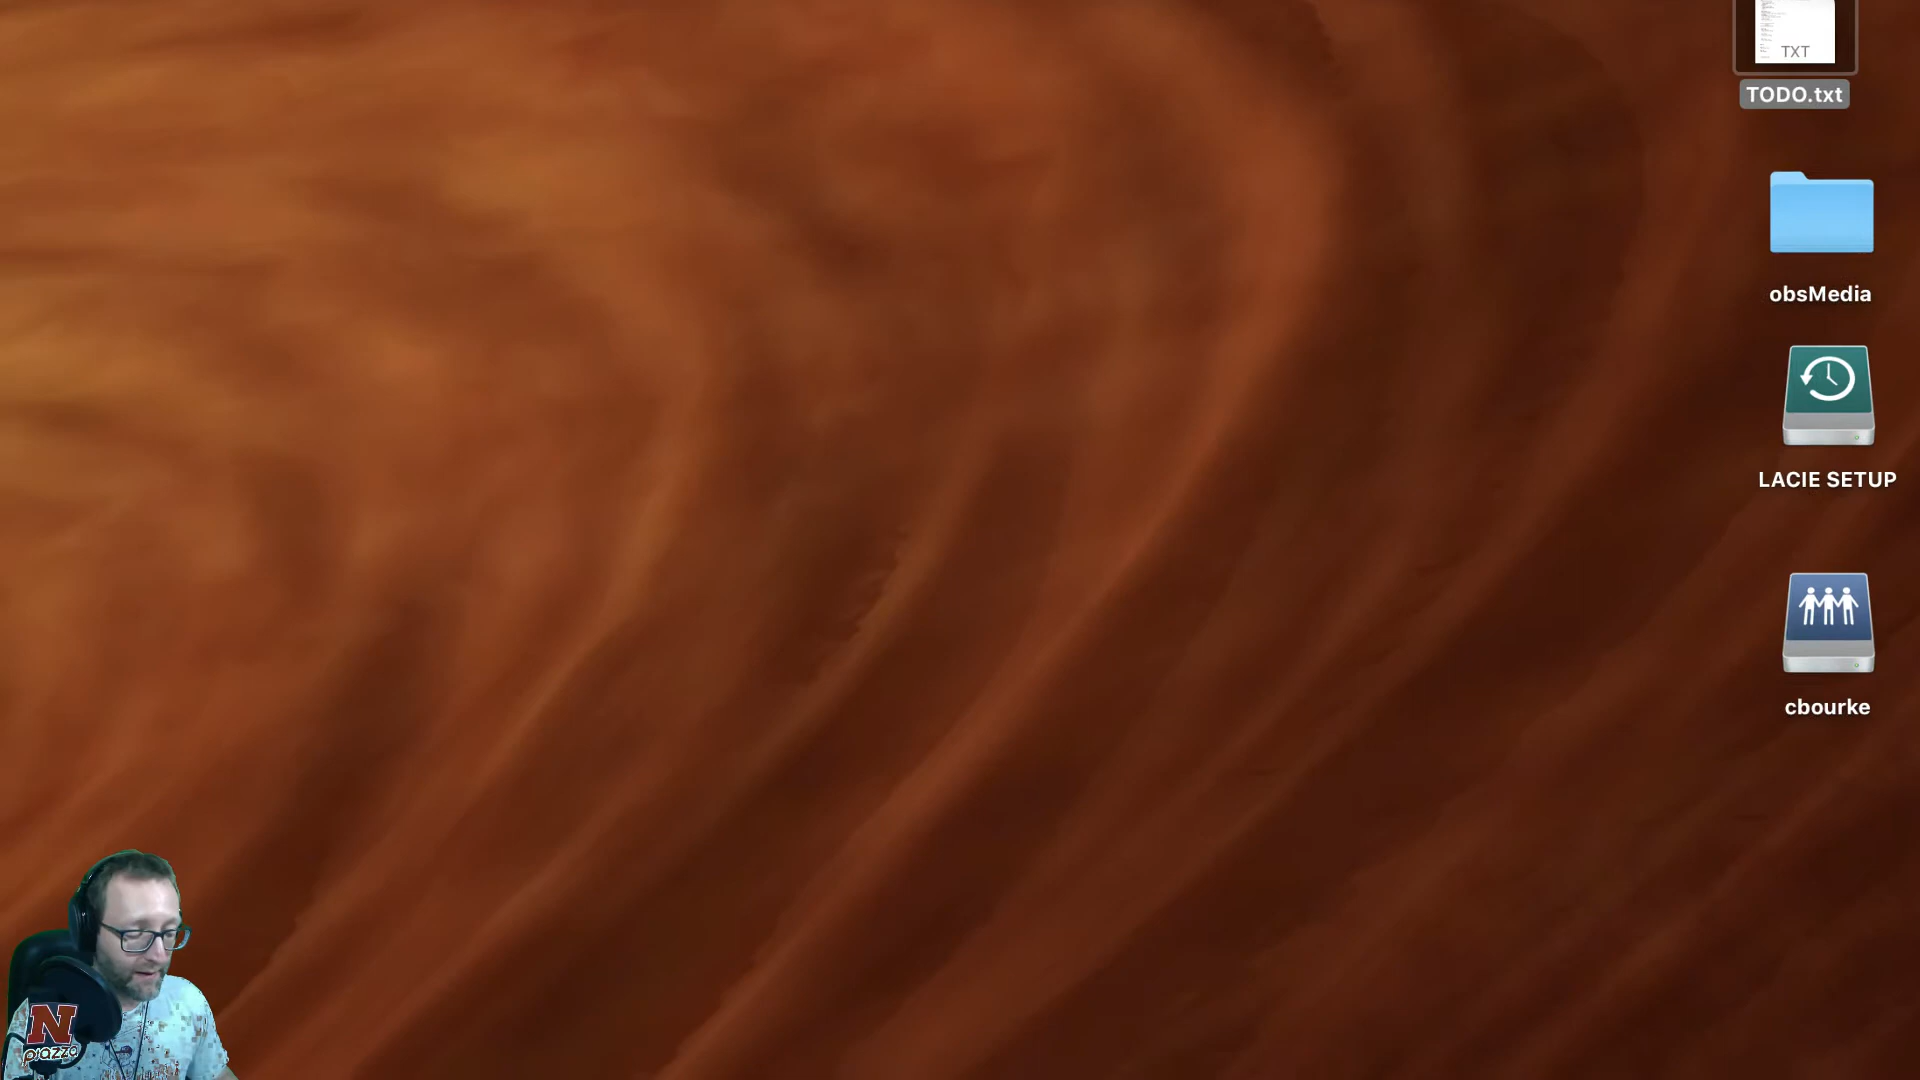 TXT
TODO.txt
obsMedia
LACIE SETUP
cbourke
N
piazza